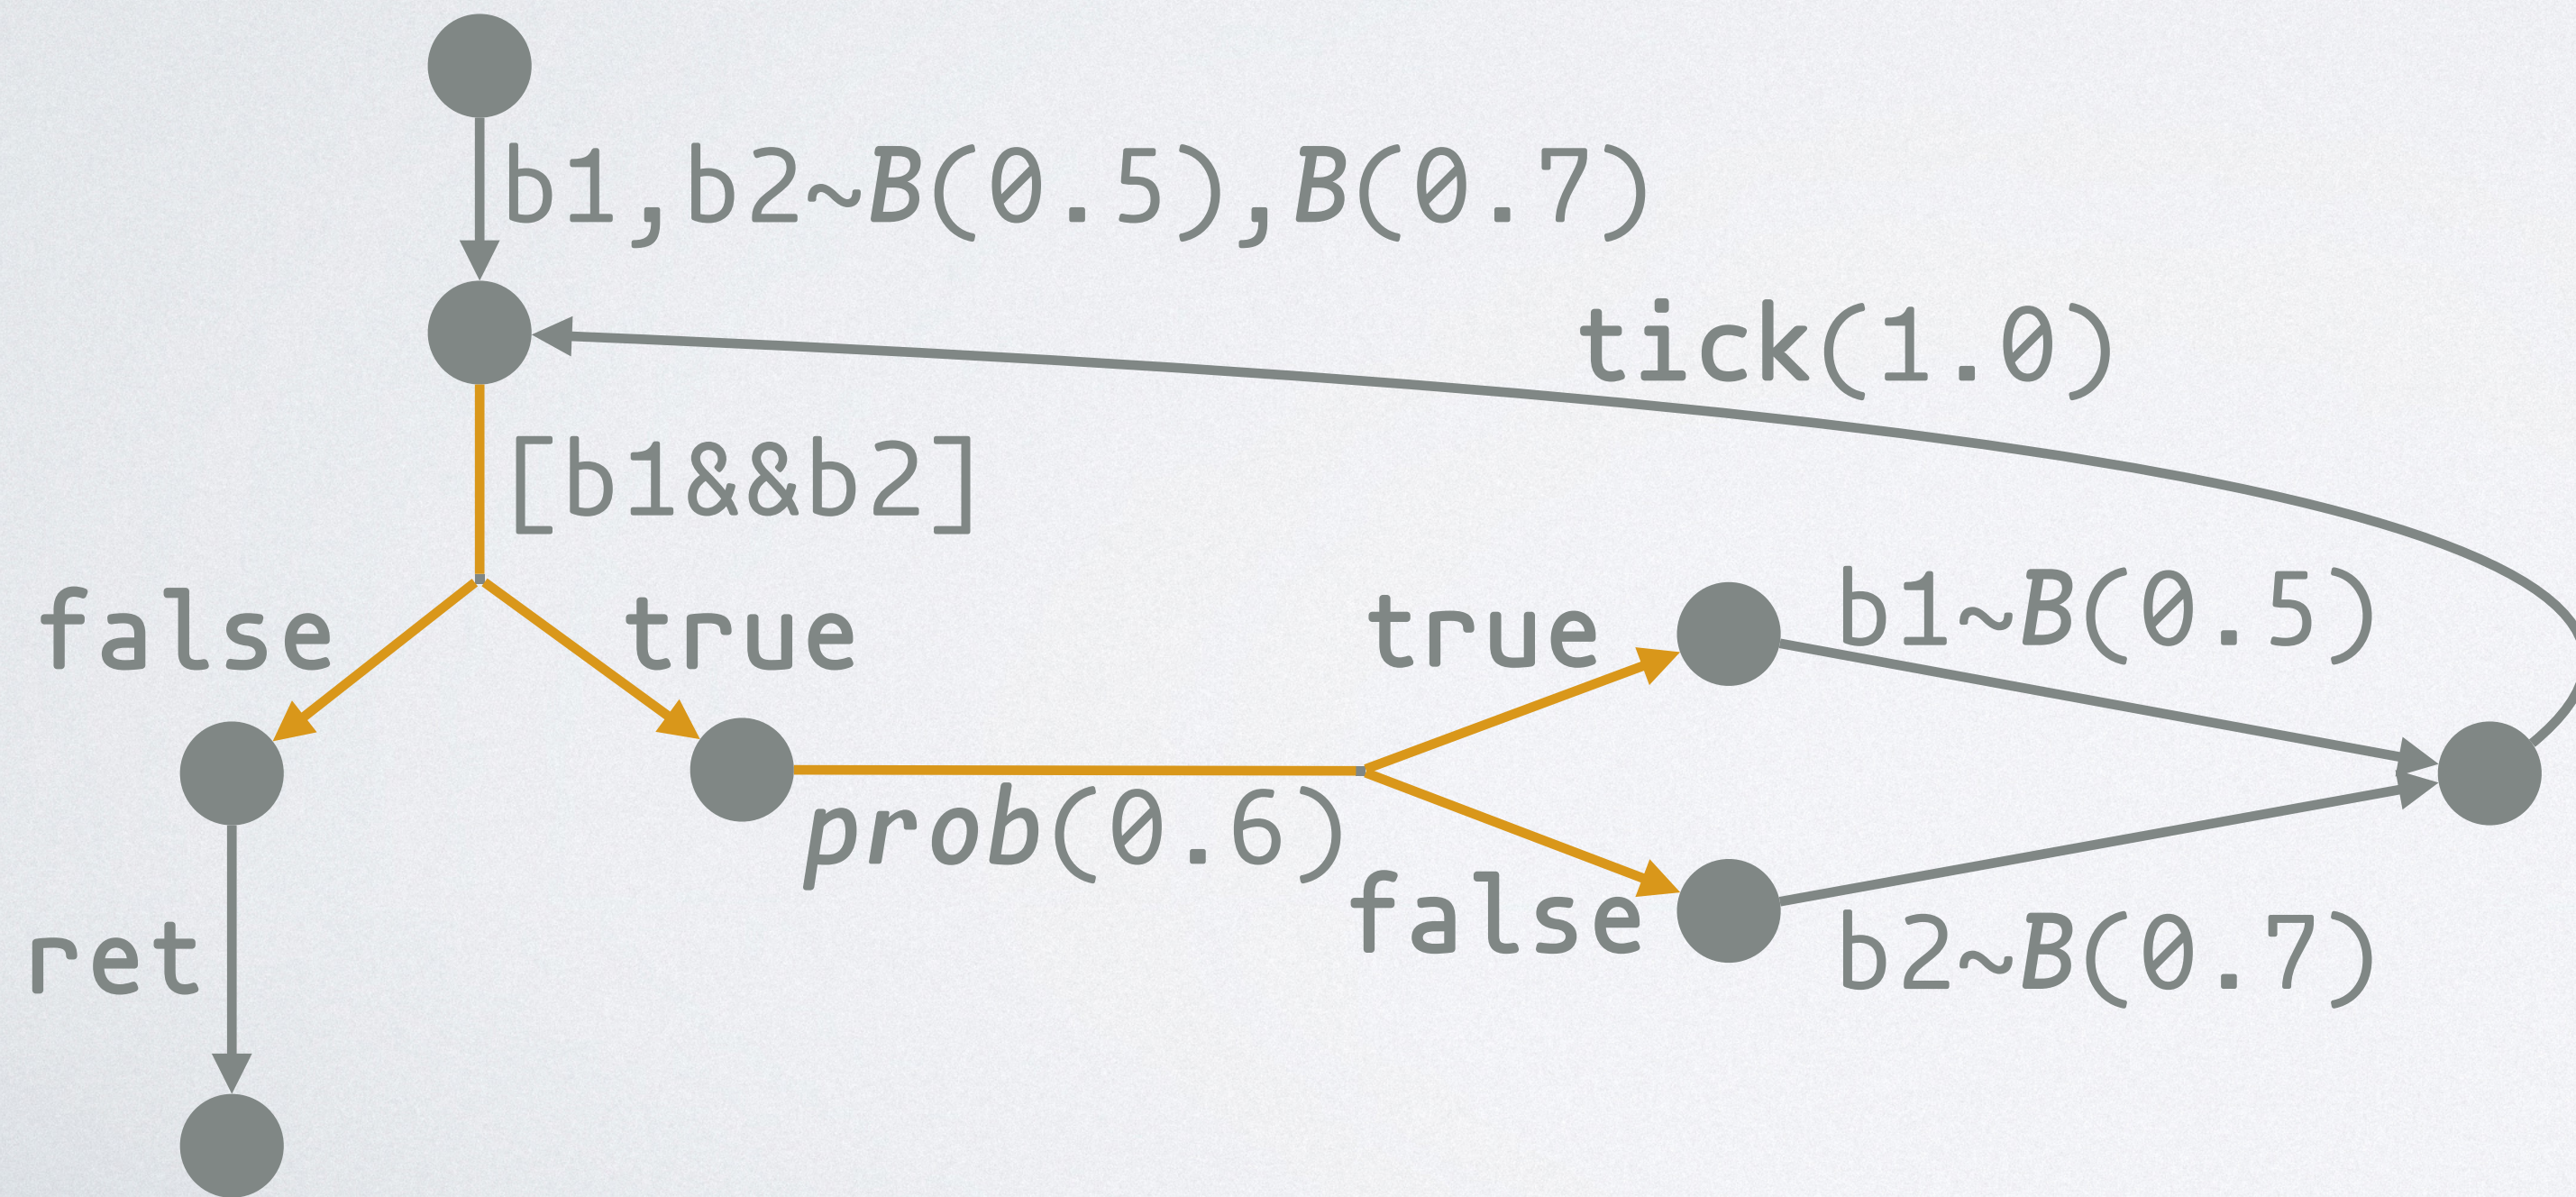 b1,b2~B(0.5),B(0.7)
tick(1.0)
[b1&&b2]
false
true
true
b1~B(0.5)
prob(0.6)
false
b2~B(0.7)
ret